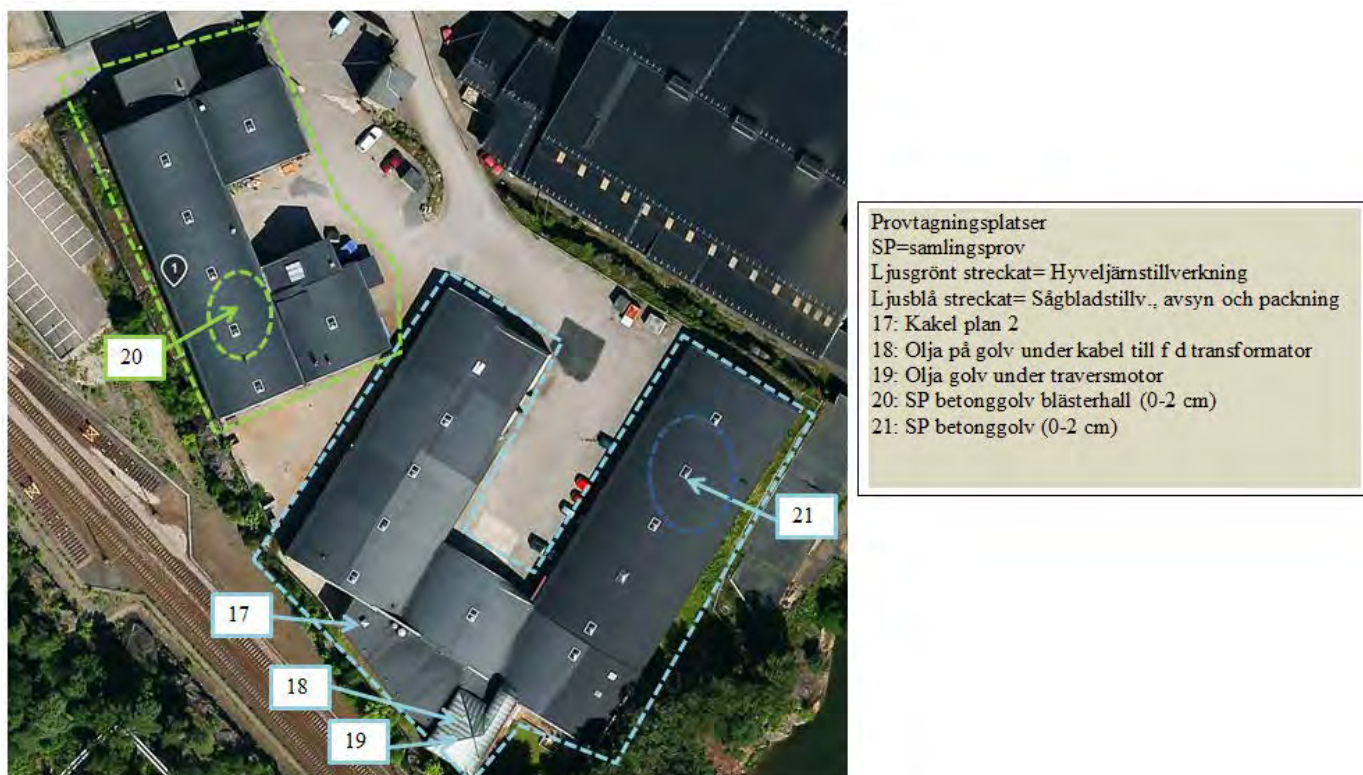 1
20
21
17
18
19
Provtagningsplatser
SP=samlingsprov
Ljusgrönt streckat= Hyveljärnstillverkning
Ljusblå streckat= Sågbladstillv., avsyn och packning
17: Kakel plan 2
18: Olja på golv under kabel till f d transformator
19: Olja golv under traversmotor
20: SP betonggolv blästerhall (0-2 cm)
21: SP betonggolv (0-2 cm)